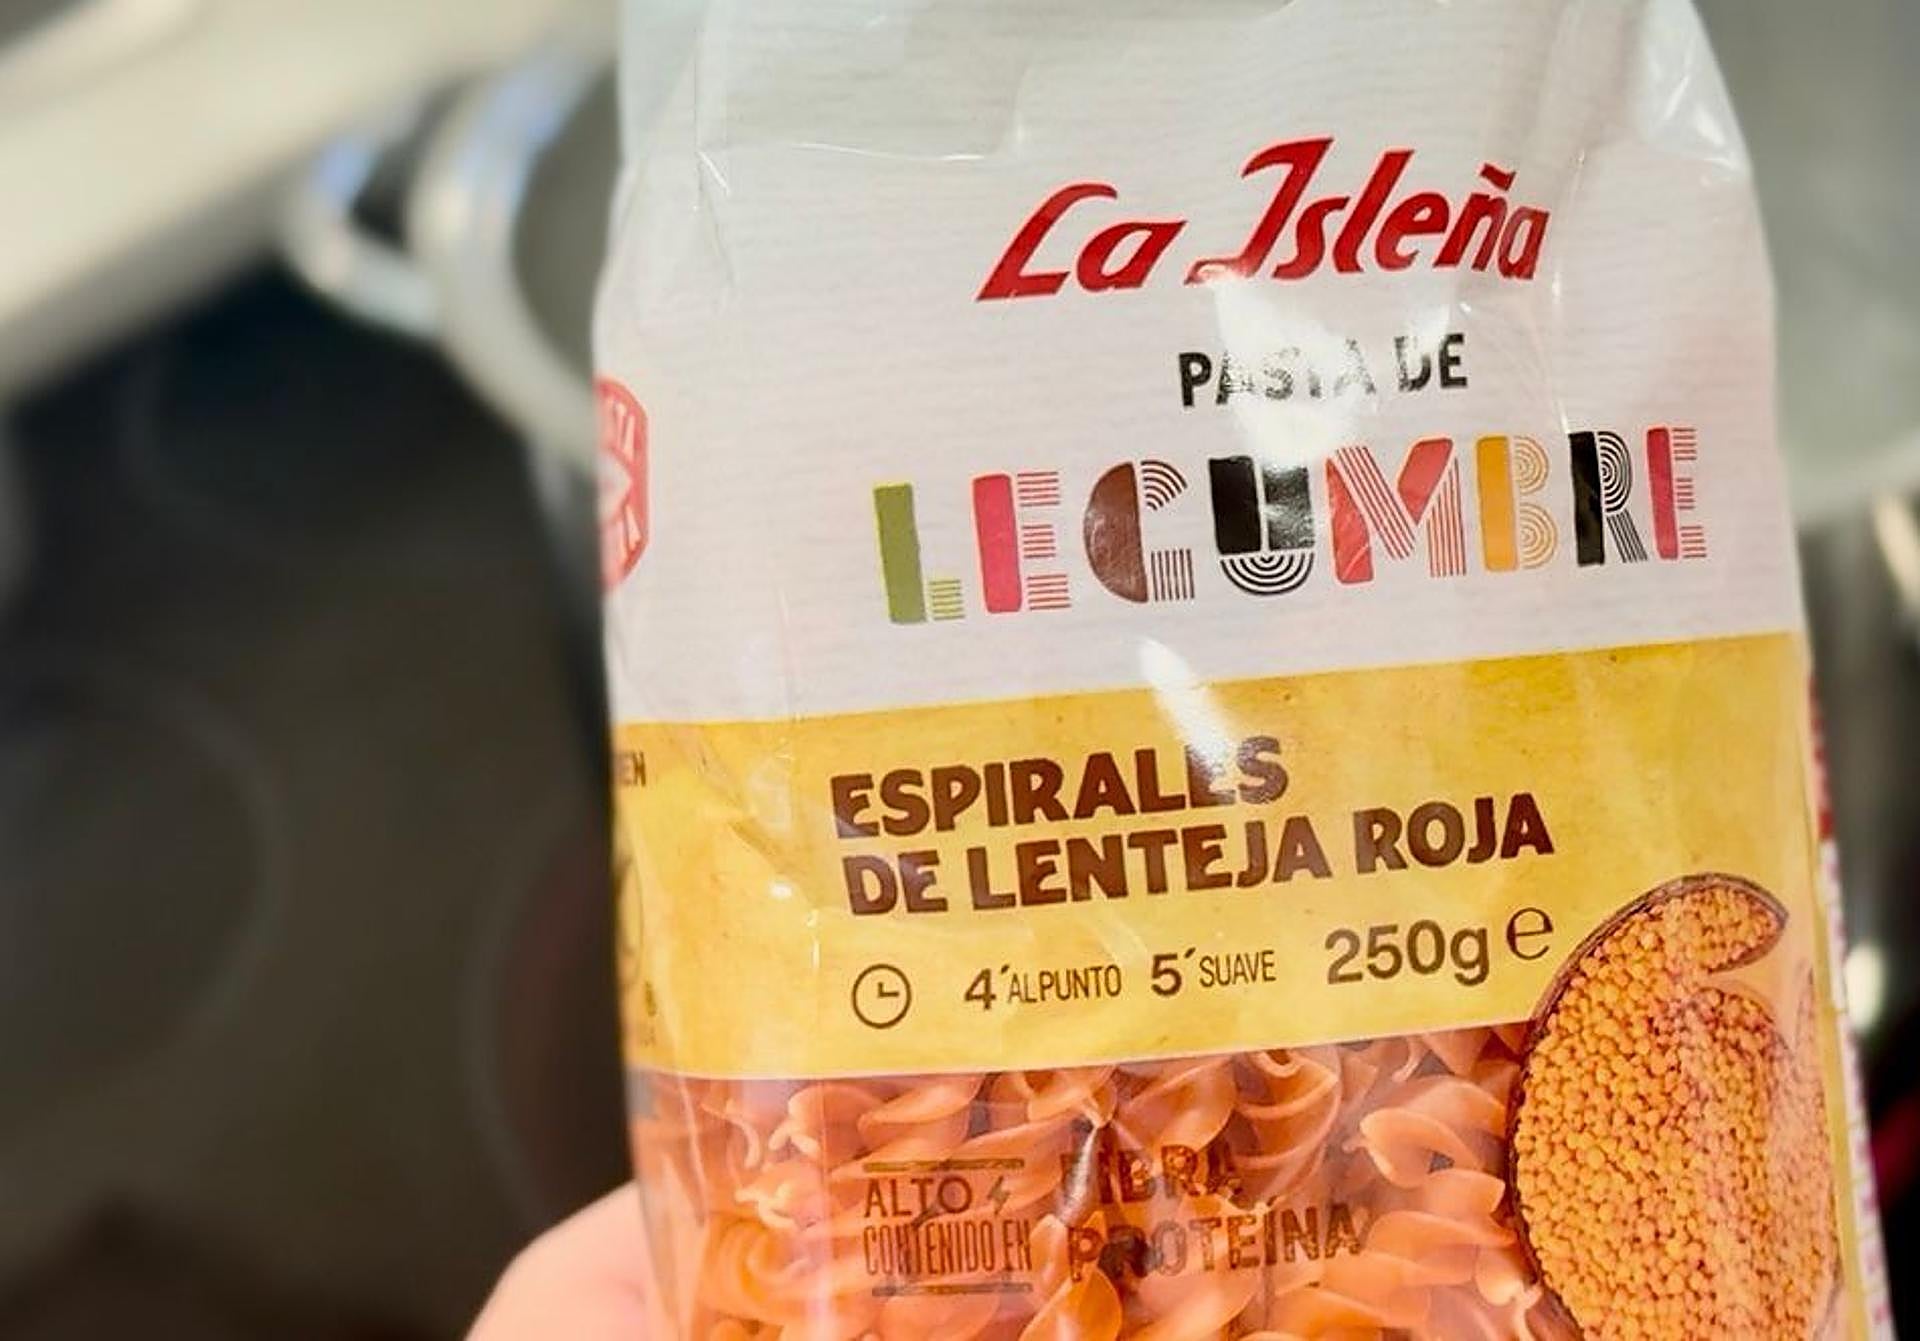 La Isleña
PASTA DE
LEGUMBRE
ESPIRALES
DE LENTEJA ROJA
4´AL PUNTO 5´SUAVE 250g ℮
ALTO FIBRA
CONTENIDO EN PROTEÍNA